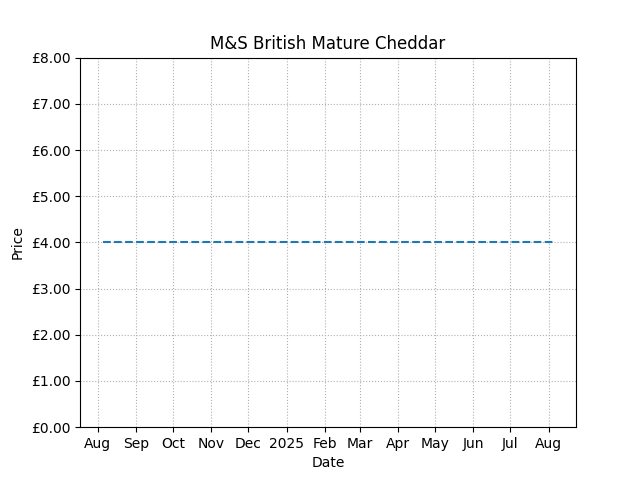 M&S British Mature Cheddar
£8.00
£7.00
£6.00
£5.00
£4.00
£3.00
£2.00
£1.00
£0.00
Price
Aug Sep Oct Nov Dec 2025 Feb Mar Apr May Jun Jul Aug
Date